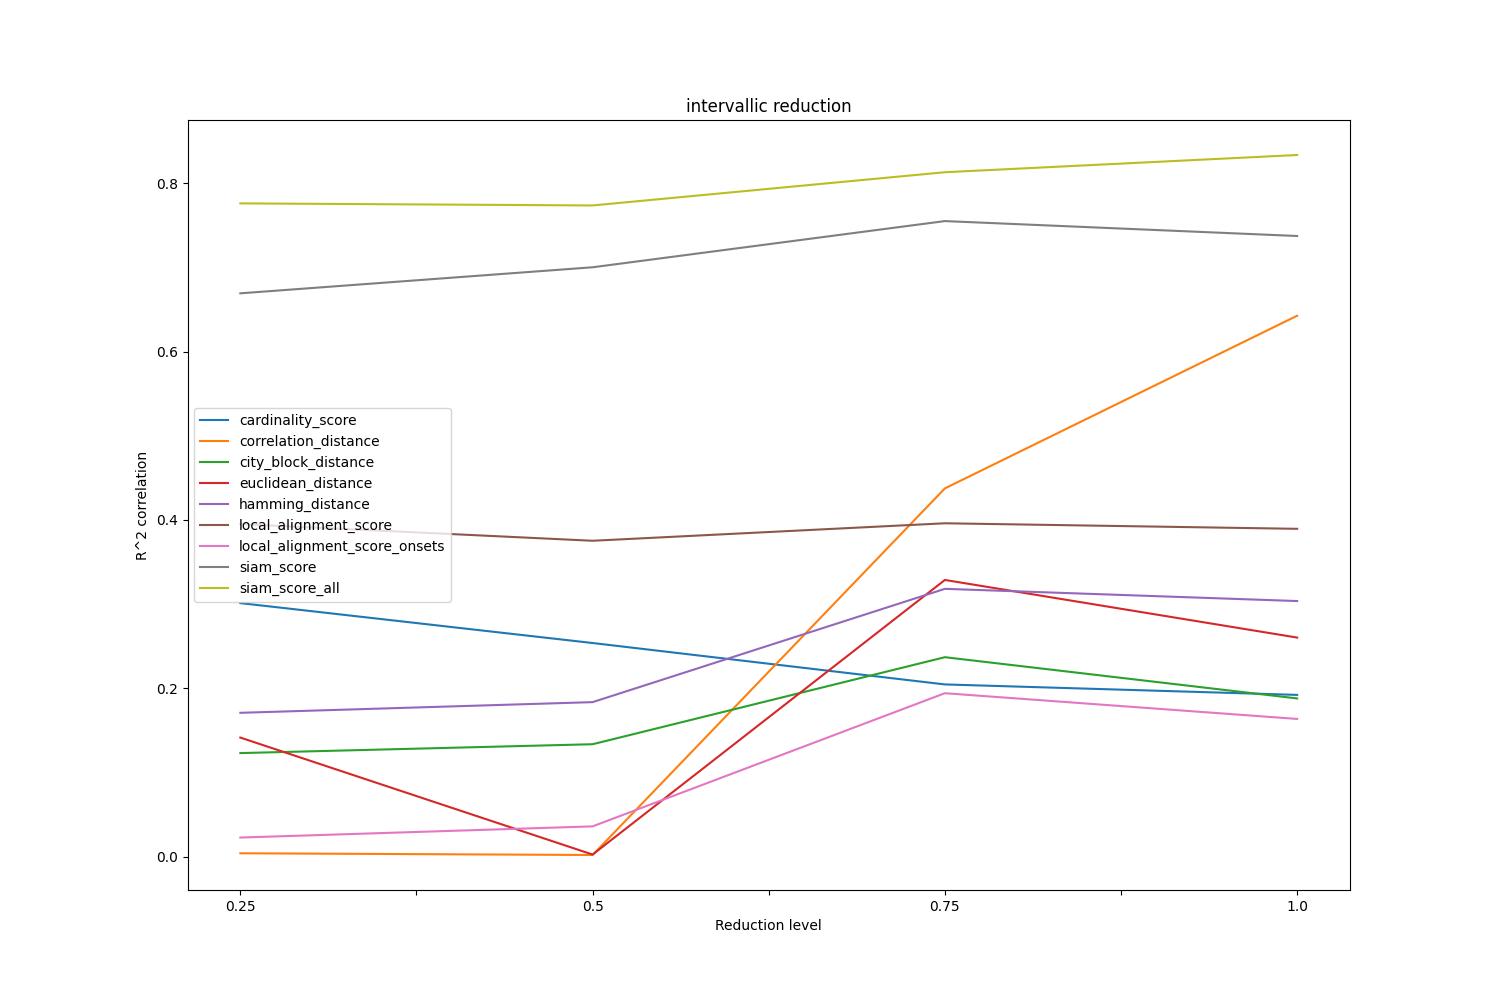 intervallic reduction
0.8
0.6
0.4
0.2
0.0
R^2 correlation
cardinality_score
correlation_distance
city_block_distance
euclidean_distance
hamming_distance
local_alignment_score
local_alignment_score_onsets
siam_score
siam_score_all
0.25 0.5 0.75 1.0
Reduction level